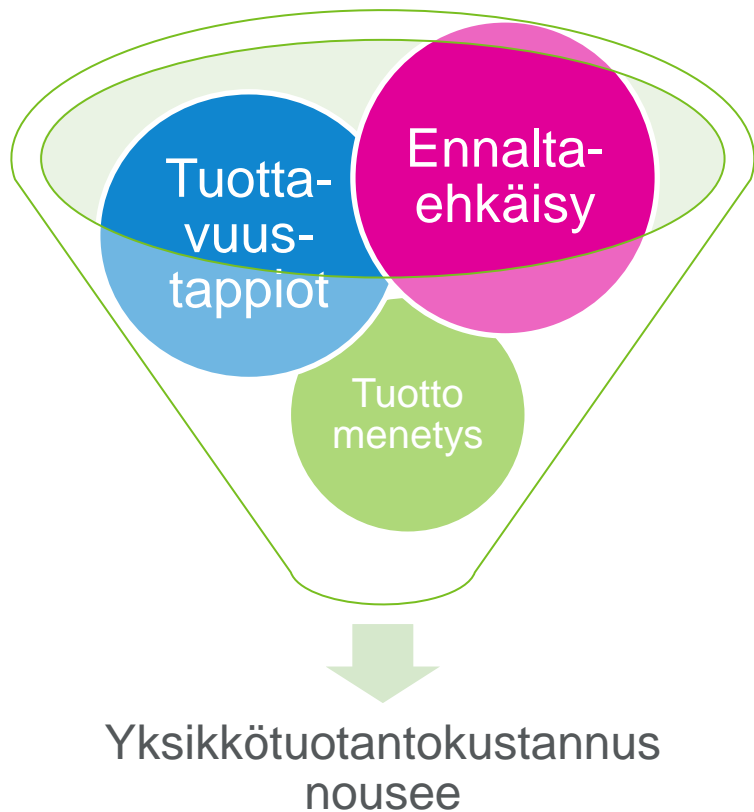 Tuotta-
vuus-
tappiot
Ennalta-
ehkäisy
Tuotto
menetys
Yksikkötuotantokustannus
nousee